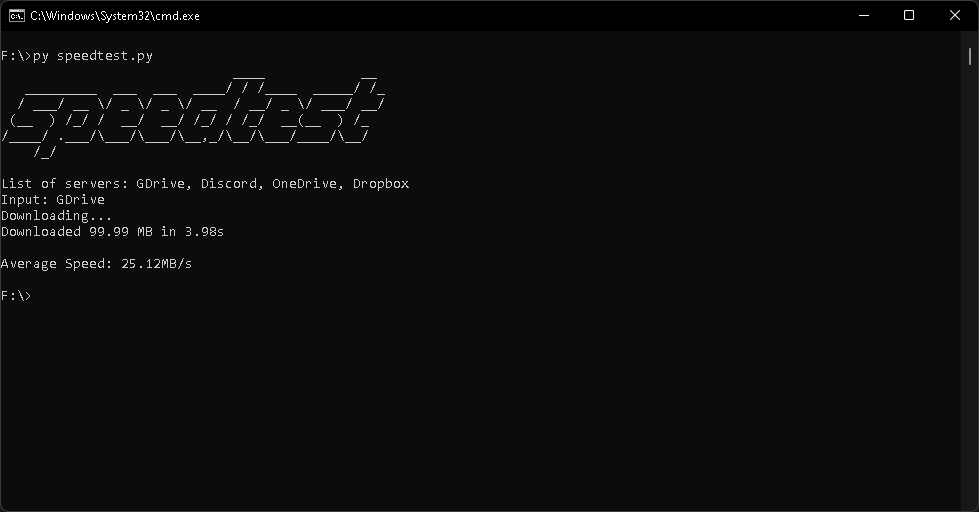 C:\Windows\System32\cmd.exe
F:\>py speedtest.py
speedtest
List of servers: GDrive, Discord, OneDrive, Dropbox
Input: GDrive
Downloading...
Downloaded 99.99 MB in 3.98s
Average Speed: 25.12MB/s
F:\>